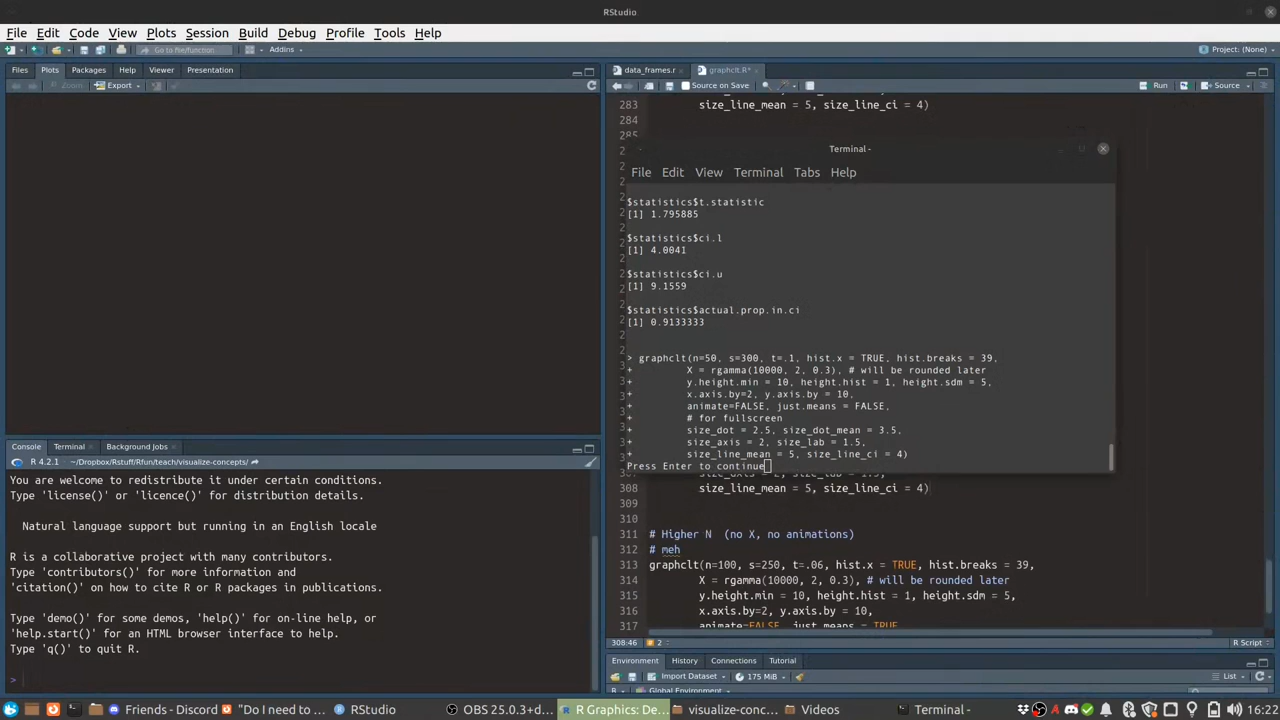 RStudio
File Edit Code View Plots Session Build Debug Profile Tools Help
Go to file/function Addins Project: (None)
Files Plots Packages Help Viewer Presentation
Zoom Export
data_frames.r graphclt.R*
Source on Save Run Source
283 size_line_mean = 5, size_line_ci = 4)
284
285
Terminal -
File Edit View Terminal Tabs Help
$statistics$t.statistic
[1] 1.795885
$statistics$ci.l
[1] 4.0041
$statistics$ci.u
[1] 9.1559
$statistics$actual.prop.in.ci
[1] 0.9133333
> graphclt(n=50, s=300, t=.1, hist.x = TRUE, hist.breaks = 39,
+ X = rgamma(10000, 2, 0.3), # will be rounded later
+ y.height.min = 10, height.hist = 1, height.sdm = 5,
+ x.axis.by=2, y.axis.by = 10,
+ animate=FALSE, just.means = FALSE,
+ # for fullscreen
+ size_dot = 2.5, size_dot_mean = 3.5,
+ size_axis = 2, size_lab = 1.5,
+ size_line_mean = 5, size_line_ci = 4)
Press Enter to continue
308 size_line_mean = 5, size_line_ci = 4)
309
310
311 # Higher N (no X, no animations)
312 # meh
313 graphclt(n=100, s=250, t=.06, hist.x = TRUE, hist.breaks = 39,
314 X = rgamma(10000, 2, 0.3), # will be rounded later
315 y.height.min = 10, height.hist = 1, height.sdm = 5,
316 x.axis.by=2, y.axis.by = 10,
317 animate=FALSE, just.means = TRUE,
308:46 2 R Script
Console Terminal Background Jobs
R 4.2.1 · ~/Dropbox/Rstuff/Rfun/teach/visualize-concepts/
You are welcome to redistribute it under certain conditions.
Type 'license()' or 'licence()' for distribution details.
Natural language support but running in an English locale
R is a collaborative project with many contributors.
Type 'contributors()' for more information and
'citation()' on how to cite R or R packages in publications.
Type 'demo()' for some demos, 'help()' for on-line help, or
'help.start()' for an HTML browser interface to help.
Type 'q()' to quit R.
>
Environment History Connections Tutorial
Import Dataset 175 MiB List
R Global Environment
Friends - Discord "Do I need to ... RStudio OBS 25.0.3+d... R Graphics: De... visualize-conc... Videos Terminal - 16:22